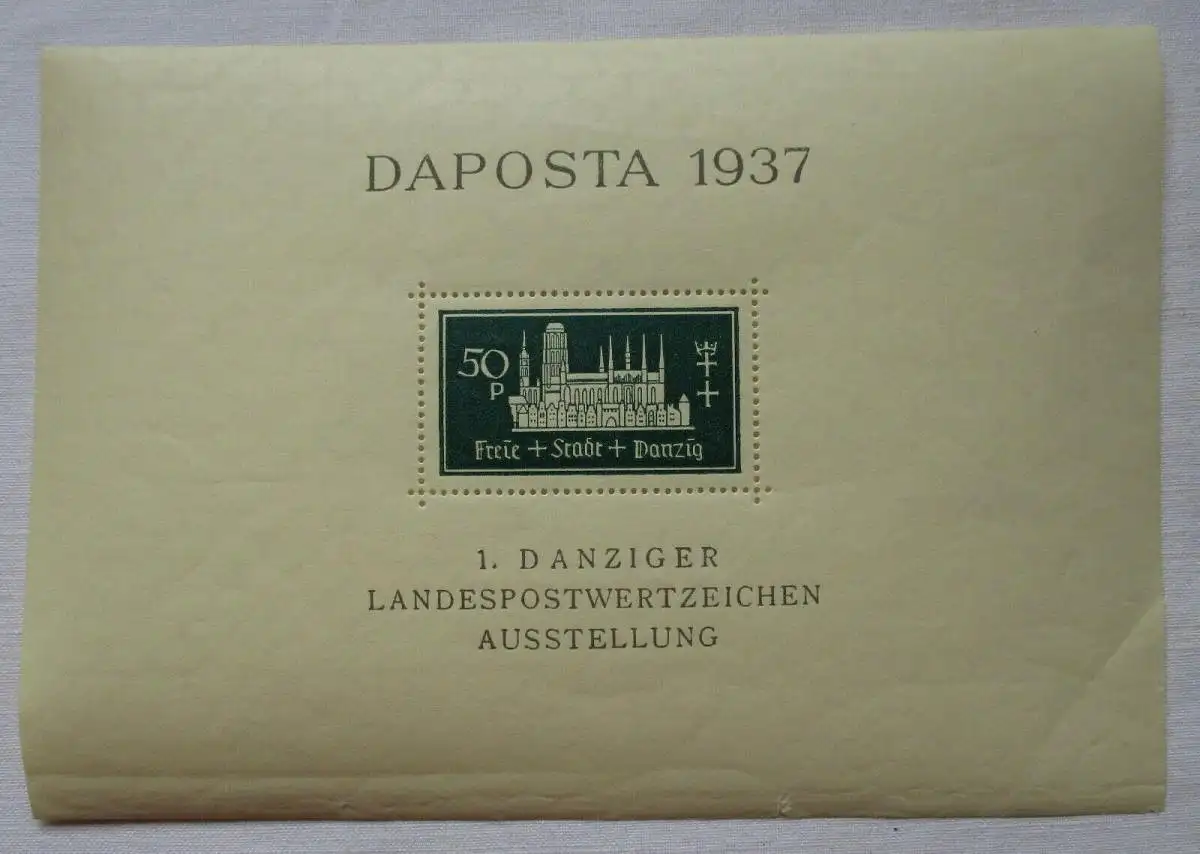 DAPOSTA 1937
50
P
Freie + Stadt + Danzig
1. DANZIGER
LANDESPOSTWERTZEICHEN
AUSSTELLUNG